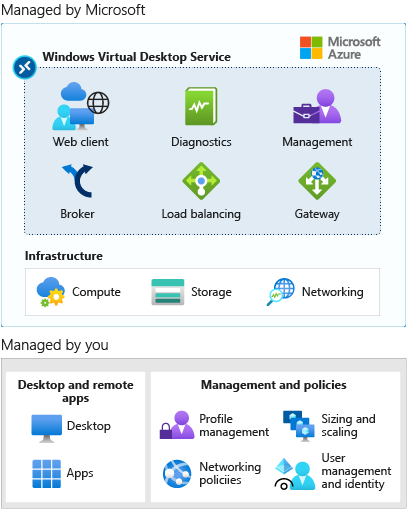 Managed by Microsoft
Microsoft
Azure
Windows Virtual Desktop Service
Web client
Diagnostics
Management
Broker
Load balancing
Gateway
Infrastructure
Compute
Storage
Networking
Managed by you
Desktop and remote
apps
Desktop
Apps
Management and policies
Profile
management
Sizing and
scaling
Networking
policiies
User
management
and identity